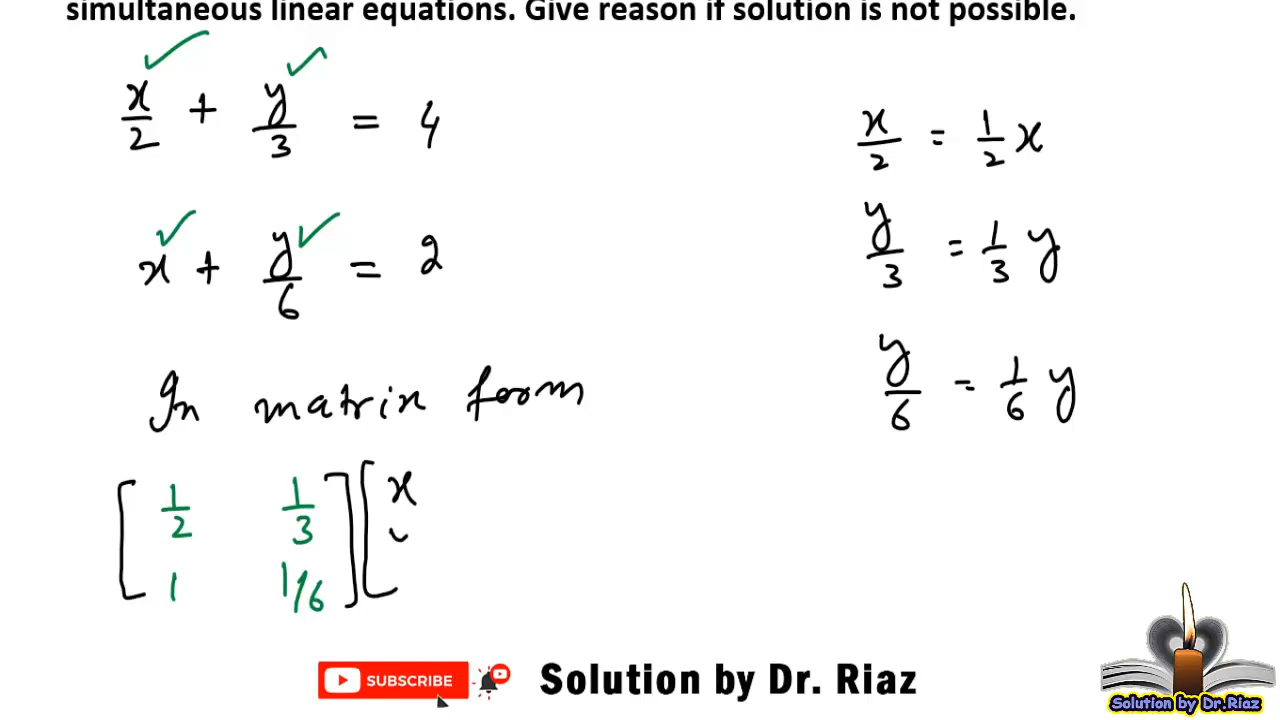 simultaneous linear equations. Give reason if solution is not possible.
x/2 + y/3 = 4
x + y/6 = 2
x/2 = 1/2 x
y/3 = 1/3 y
y/6 = 1/6 y
In matrix form
[ 1/2 1/3 ] [ x
[ 1 1/6 ] [
SUBSCRIBE
Solution by Dr. Riaz
Solution by Dr.Riaz